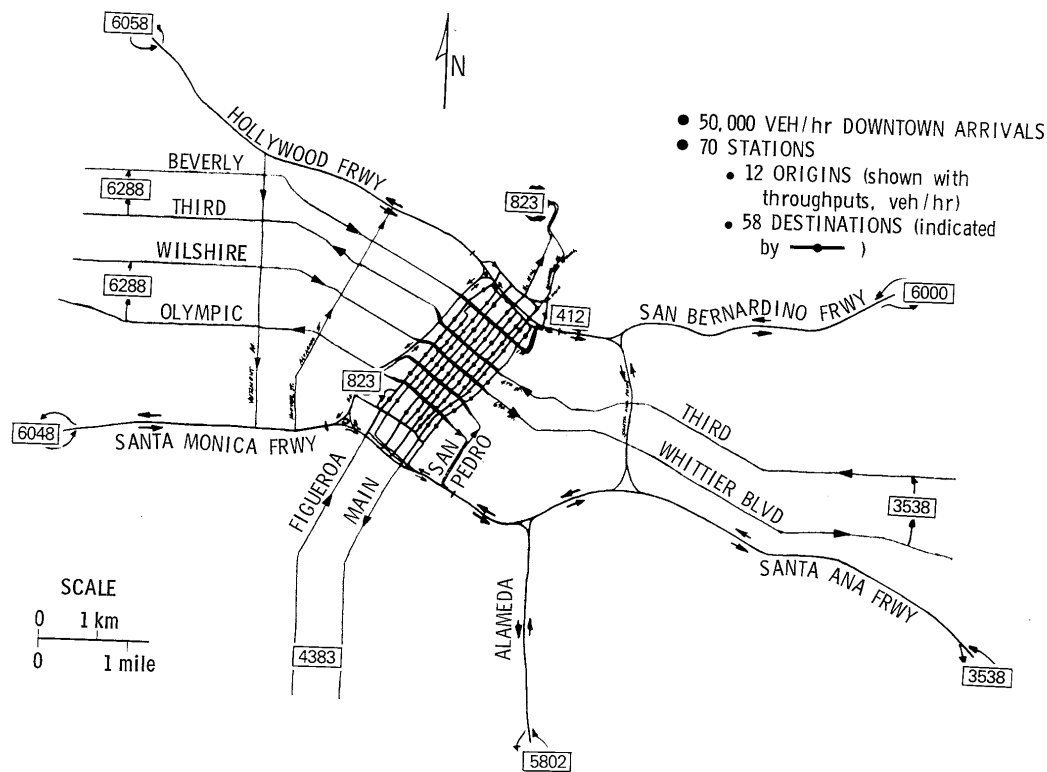 6058
N
HOLLYWOOD FRWY
• 50,000 VEH/hr DOWNTOWN ARRIVALS
• 70 STATIONS
• 12 ORIGINS (shown with
throughputs, veh/hr)
• 58 DESTINATIONS (indicated
by )
BEVERLY
6288
823
THIRD
WILSHIRE
6288
OLYMPIC
412
SAN BERNARDINO FRWY
6000
823
6048
SANTA MONICA FRWY
THIRD
WHITTIER BLVD
3538
SAN
PEDRO
FIGUEROA
MAIN
SANTA ANA FRWY
SCALE
0 1 km
0 1 mile
ALAMEDA
4383
3538
5802